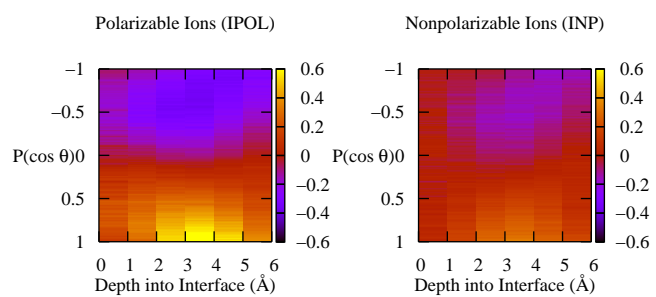 Polarizable Ions (IPOL)
−1
−0.5
P(cos θ)0
0.5
1
0 1 2 3 4 5 6
Depth into Interface (Å)
0.6
0.4
0.2
0
−0.2
−0.4
−0.6
Nonpolarizable Ions (INP)
−1
−0.5
P(cos θ)0
0.5
1
0 1 2 3 4 5 6
Depth into Interface (Å)
0.6
0.4
0.2
0
−0.2
−0.4
−0.6